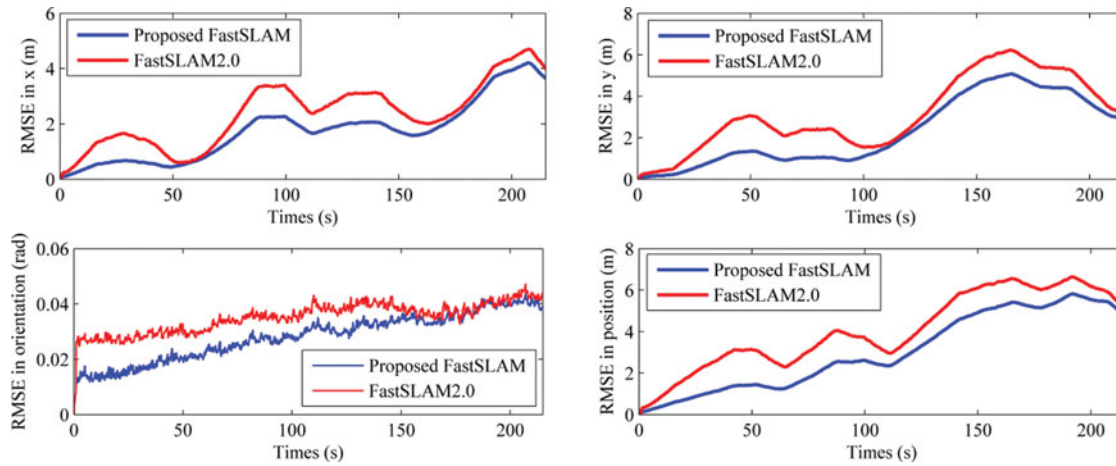 6
4
2
0
RMSE in x (m)
Proposed FastSLAM
FastSLAM2.0
0 50 100 150 200
Times (s)
8
6
4
2
0
RMSE in y (m)
Proposed FastSLAM
FastSLAM2.0
0 50 100 150 200
Times (s)
0.06
0.04
0.02
0
RMSE in orientation (rad)
Proposed FastSLAM
FastSLAM2.0
0 50 100 150 200
Times (s)
8
6
4
2
0
RMSE in position (m)
Proposed FastSLAM
FastSLAM2.0
0 50 100 150 200
Times (s)